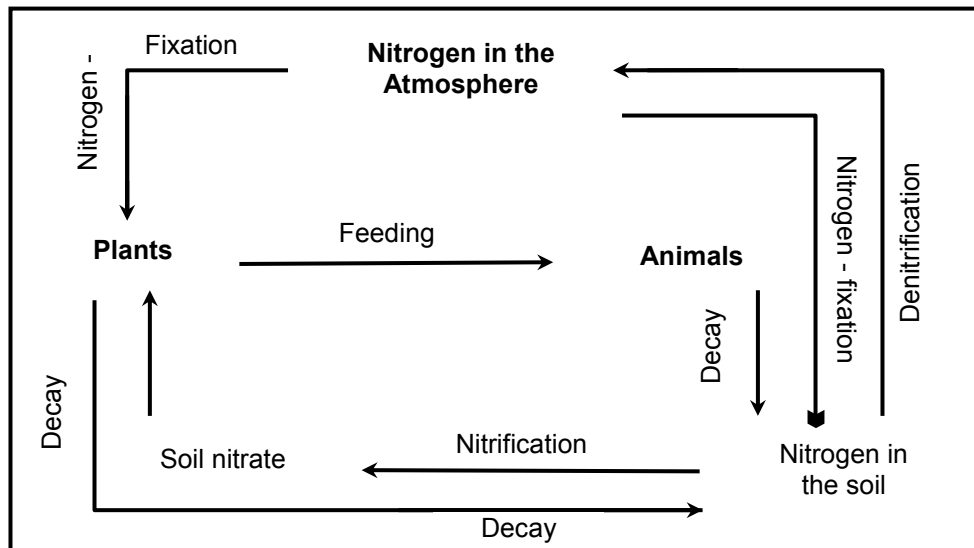 Fixation
Nitrogen in the
Atmosphere
Nitrogen -
Nitrogen - fixation
Denitrification
Plants
Feeding
Animals
Decay
Decay
Soil nitrate
Nitrification
Nitrogen in
the soil
Decay